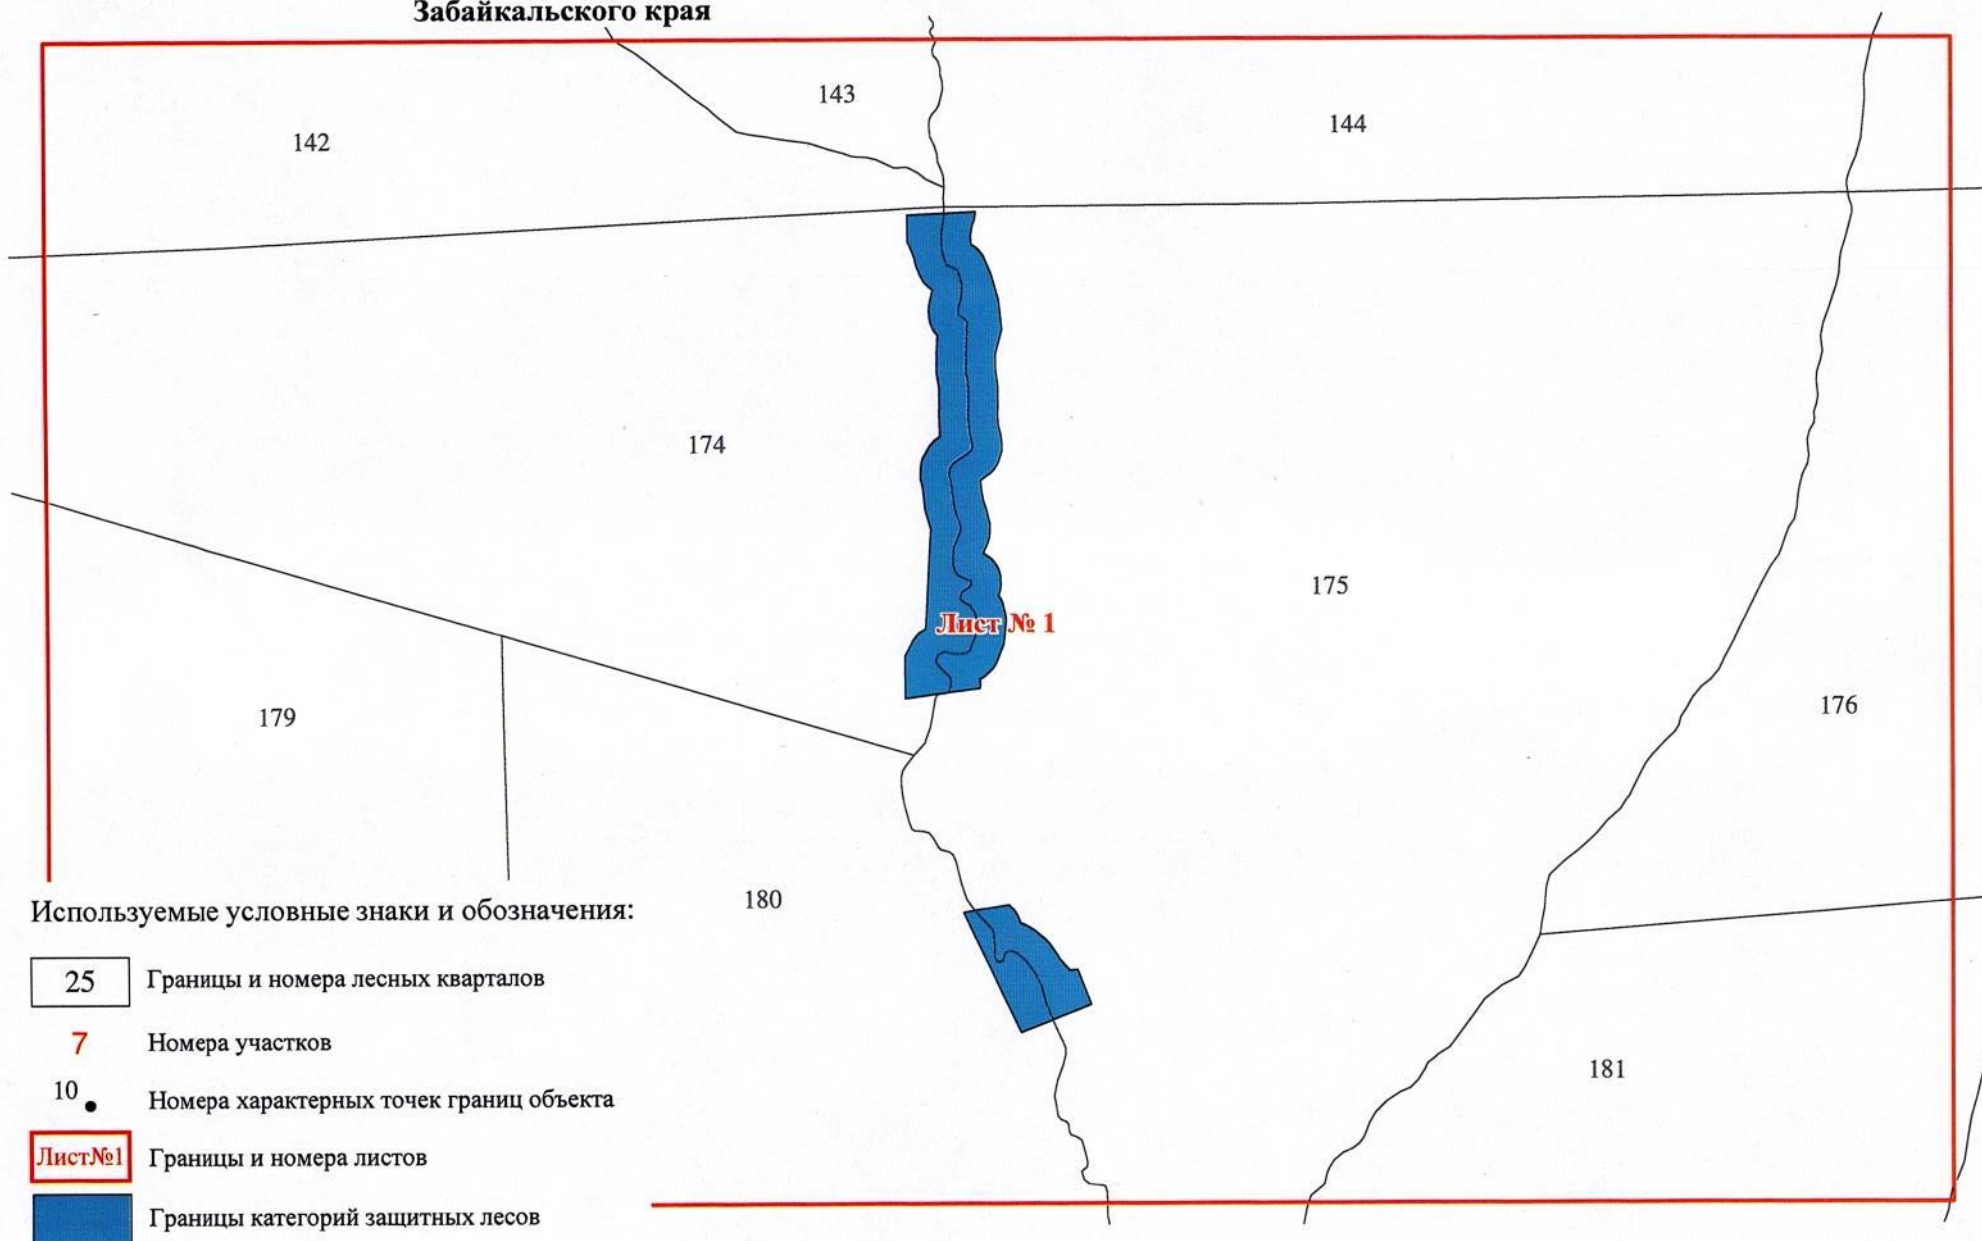 Забайкальского края
143
144
142
174
175
Лист № 1
176
179
180
181
Используемые условные знаки и обозначения:
25 Границы и номера лесных кварталов
7 Номера участков
10 Номера характерных точек границ объекта
Лист№1 Границы и номера листов
Границы категорий защитных лесов